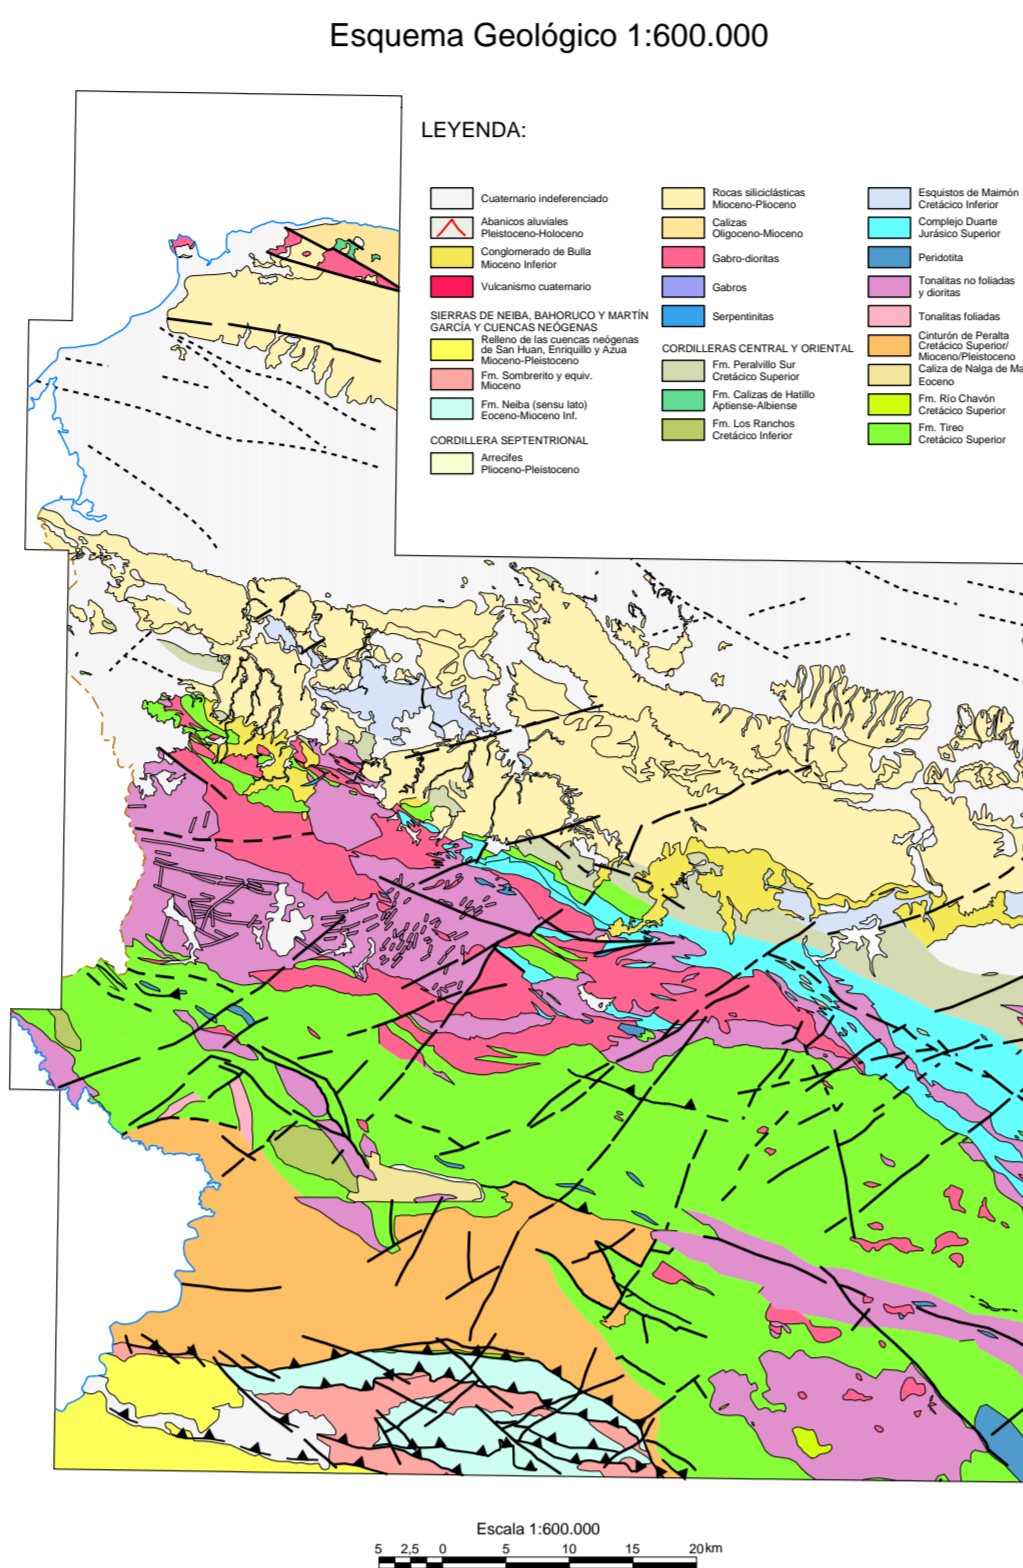 Esquema Geológico 1:600.000
LEYENDA:
Cuaternario indeferenciado
Abanicos aluviales
Pleistoceno-Holoceno
Conglomerado de Bulla
Mioceno Inferior
Vulcanismo cuaternario
SIERRAS DE NEIBA, BAHORUCO Y MARTÍN
GARCÍA Y CUENCAS NEÓGENAS
Relleno de las cuencas neógenas
de San Huan, Enriquillo y Azua
Mioceno-Pleistoceno
Fm. Sombrerito y equiv.
Mioceno
Fm. Neiba (sensu lato)
Eoceno-Mioceno Inf.
CORDILLERA SEPTENTRIONAL
Arrecifes
Plioceno-Pleistoceno
Rocas siliciclásticas
Mioceno-Plioceno
Calizas
Oligoceno-Mioceno
Gabro-dioritas
Gabros
Serpentinitas
CORDILLERAS CENTRAL Y ORIENTAL
Fm. Peralvillo Sur
Cretácico Superior
Fm. Calizas de Hatillo
Aptiense-Albiense
Fm. Los Ranchos
Cretácico Inferior
Esquistos de Maimón
Cretácico Inferior
Complejo Duarte
Jurásico Superior
Peridotita
Tonalitas no foliadas
y dioritas
Tonalitas foliadas
Cinturón de Peralta
Cretácico Superior/
Mioceno/Pleistoceno
Caliza de Nalga de Ma
Eoceno
Fm. Río Chavón
Cretácico Superior
Fm. Tireo
Cretácico Superior
Escala 1:600.000
5 2,5 0 5 10 15 20km